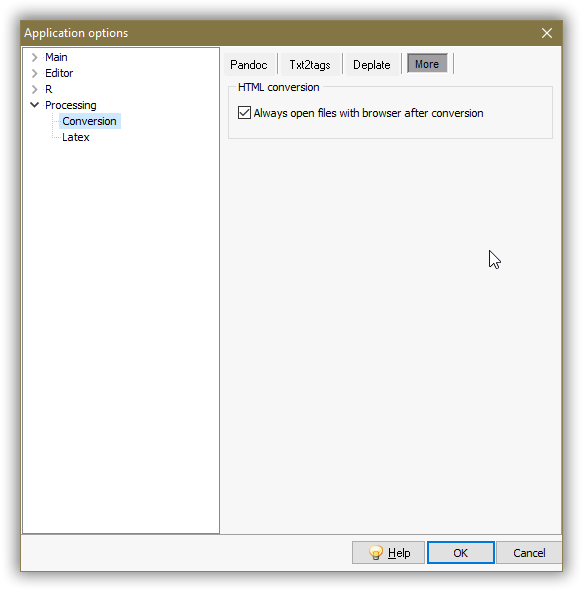 Application options
Main
Editor
R
Processing
Conversion
Latex
Pandoc
Txt2tags
Deplate
More
HTML conversion
Always open files with browser after conversion
Help
OK
Cancel